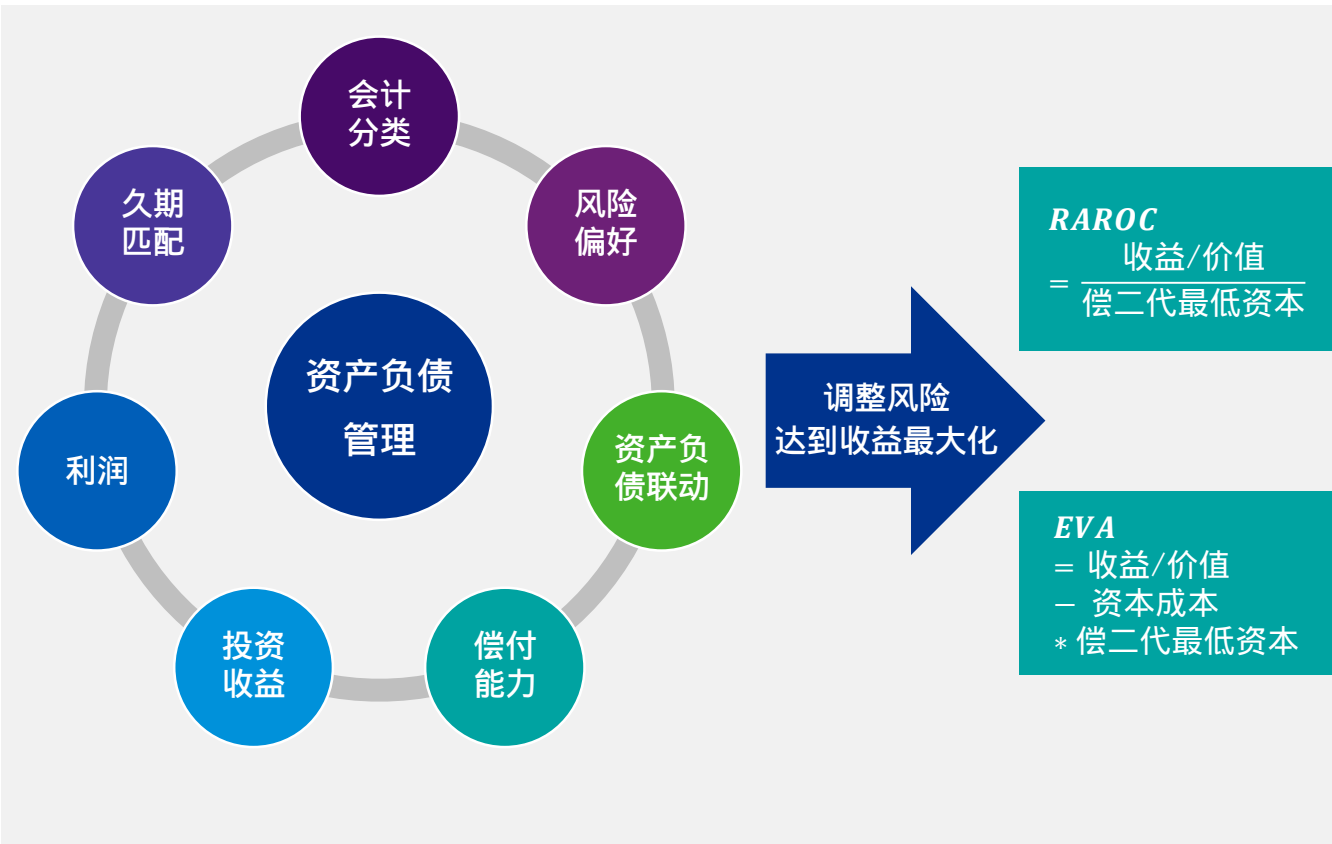 会计
分类
风险
偏好
资产负
债联动
偿付
能力
投资
收益
利润
久期
匹配
资产负债
管理
调整风险
达到收益最大化
RAROC
= 收益/价值
偿二代最低资本
EVA
= 收益/价值
− 资本成本
* 偿二代最低资本